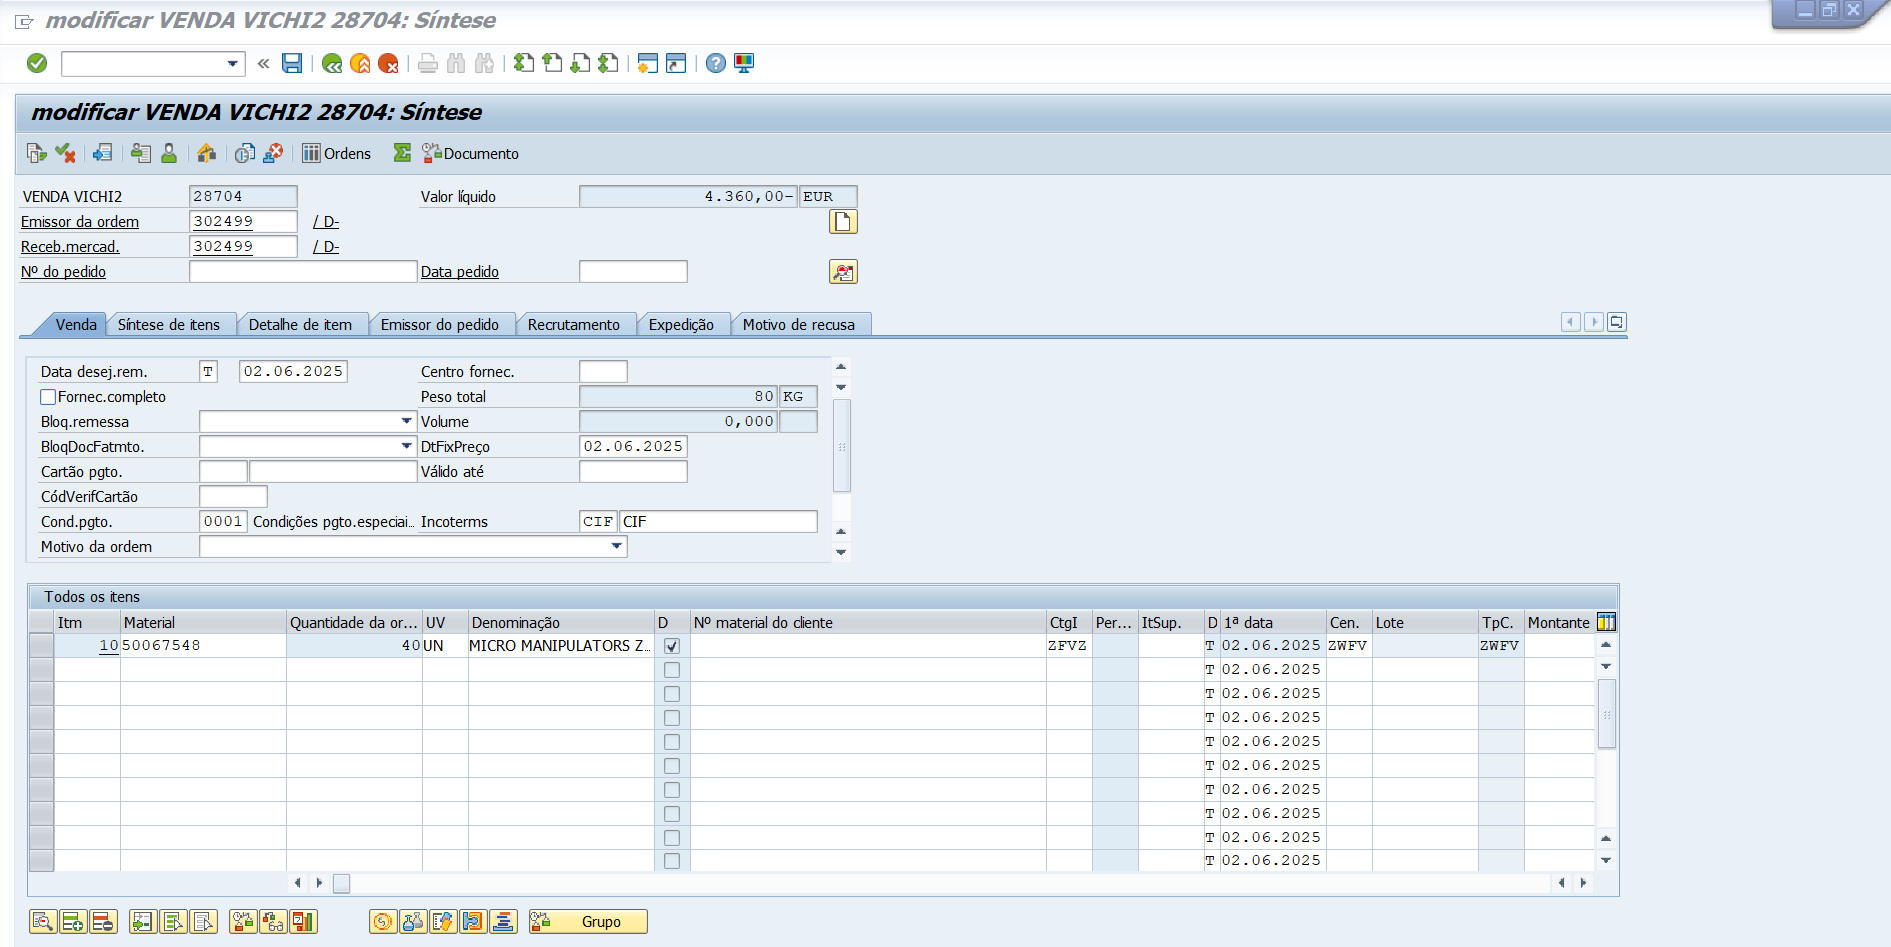 modificar VENDA VICHI2 28704: Síntese
modificar VENDA VICHI2 28704: Síntese
Ordens Documento
VENDA VICHI2 28704 Valor líquido 4.360,00- EUR
Emissor da ordem 302499 / D-
Receb.mercad. 302499 / D-
Nº do pedido Data pedido
Venda Síntese de itens Detalhe de item Emissor do pedido Recrutamento Expedição Motivo de recusa
Data desej.rem. T 02.06.2025 Centro fornec.
Fornec.completo Peso total 80 KG
Bloq.remessa Volume 0,000
BloqDocFatmto. DtFixPreço 02.06.2025
Cartão pgto. Válido até
CódVerifCartão
Cond.pgto. 0001 Condições pgto.especiai… Incoterms CIF CIF
Motivo da ordem
Todos os itens
Itm Material Quantidade da or... UV Denominação D Nº material do cliente CtgI Per... ItSup. D 1ª data Cen. Lote TpC. Montante
10 50067548 40 UN MICRO MANIPULATORS Z… ZFVZ T 02.06.2025 ZWFV ZWFV
T 02.06.2025
T 02.06.2025
T 02.06.2025
T 02.06.2025
T 02.06.2025
T 02.06.2025
T 02.06.2025
T 02.06.2025
T 02.06.2025
Grupo